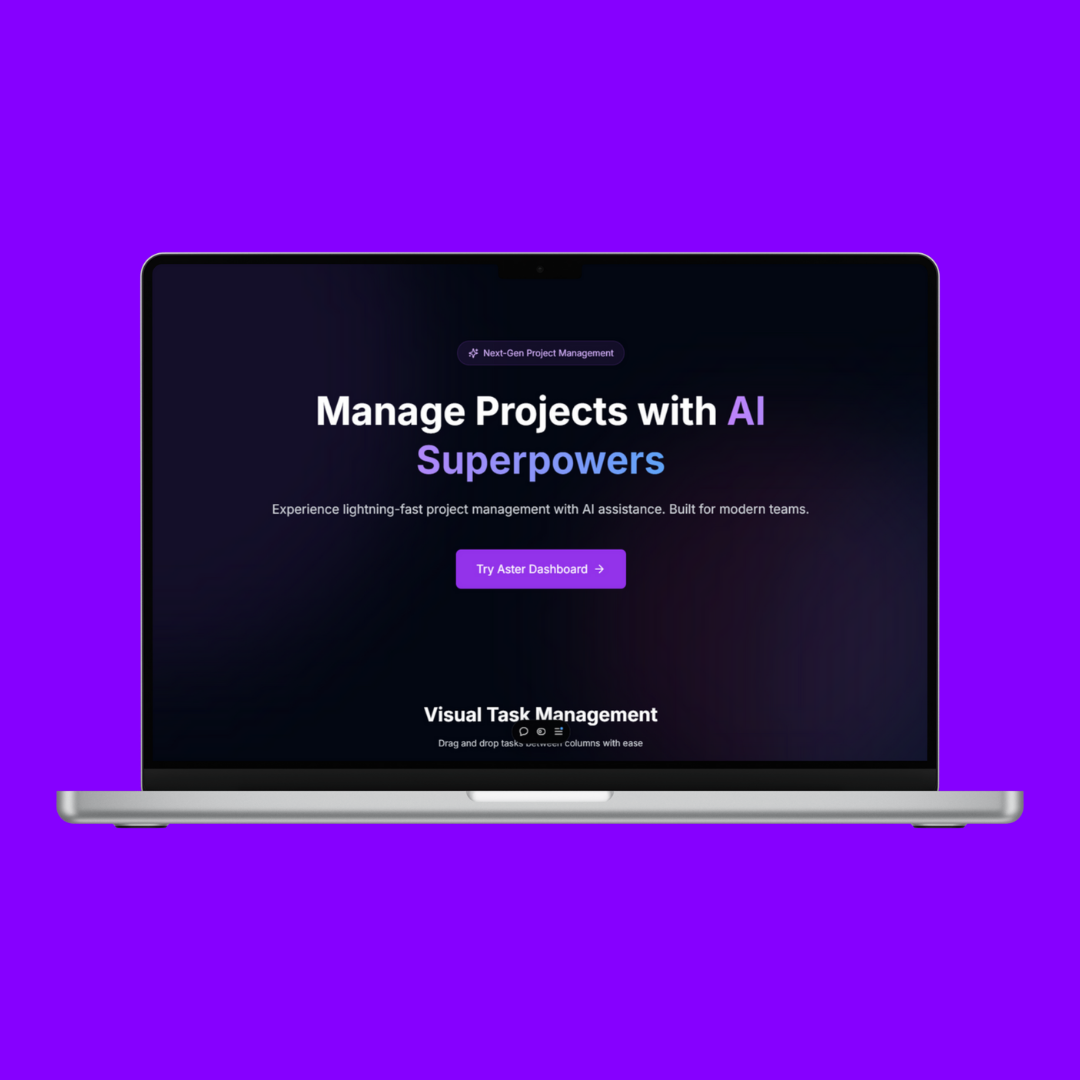 Next-Gen Project Management
Manage Projects with AI
Superpowers
Experience lightning-fast project management with AI assistance. Built for modern teams.
Try Aster Dashboard →
Visual Task Management
Drag and drop tasks between columns with ease